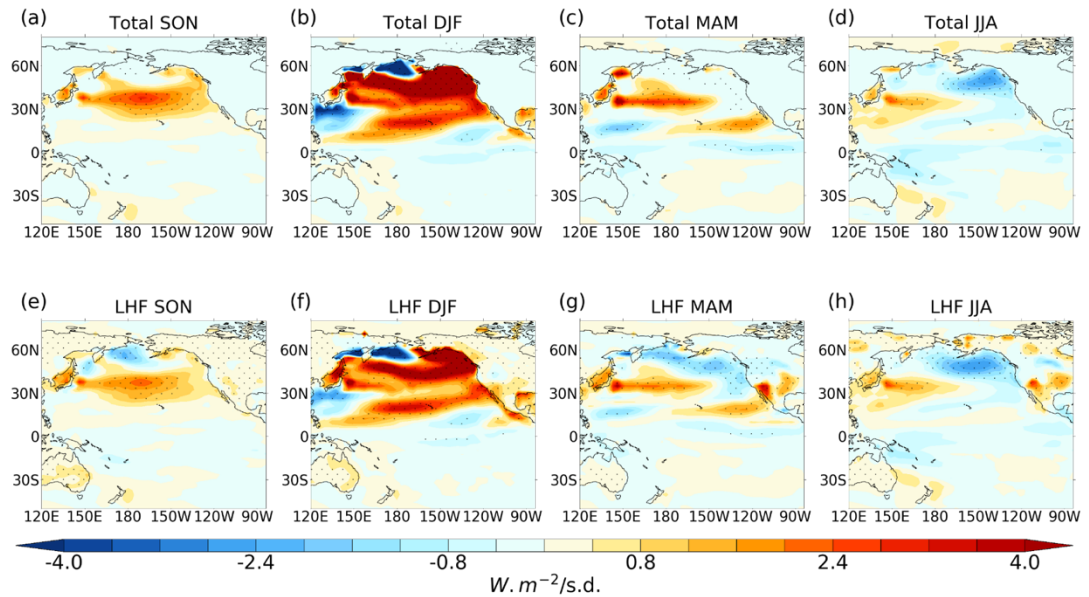 (a) Total SON
(b) Total DJF
(c) Total MAM
(d) Total JJA
60N
30N
0
30S
120E 150E 180 150W 120W 90W
60N
30N
0
30S
120E 150E 180 150W 120W 90W
60N
30N
0
30S
120E 150E 180 150W 120W 90W
60N
30N
0
30S
120E 150E 180 150W 120W 90W
(e) LHF SON
(f) LHF DJF
(g) LHF MAM
(h) LHF JJA
60N
30N
0
30S
120E 150E 180 150W 120W 90W
60N
30N
0
30S
120E 150E 180 150W 120W 90W
60N
30N
0
30S
120E 150E 180 150W 120W 90W
60N
30N
0
30S
120E 150E 180 150W 120W 90W
-4.0 -2.4 -0.8 0.8 2.4 4.0
W.m⁻²/s.d.